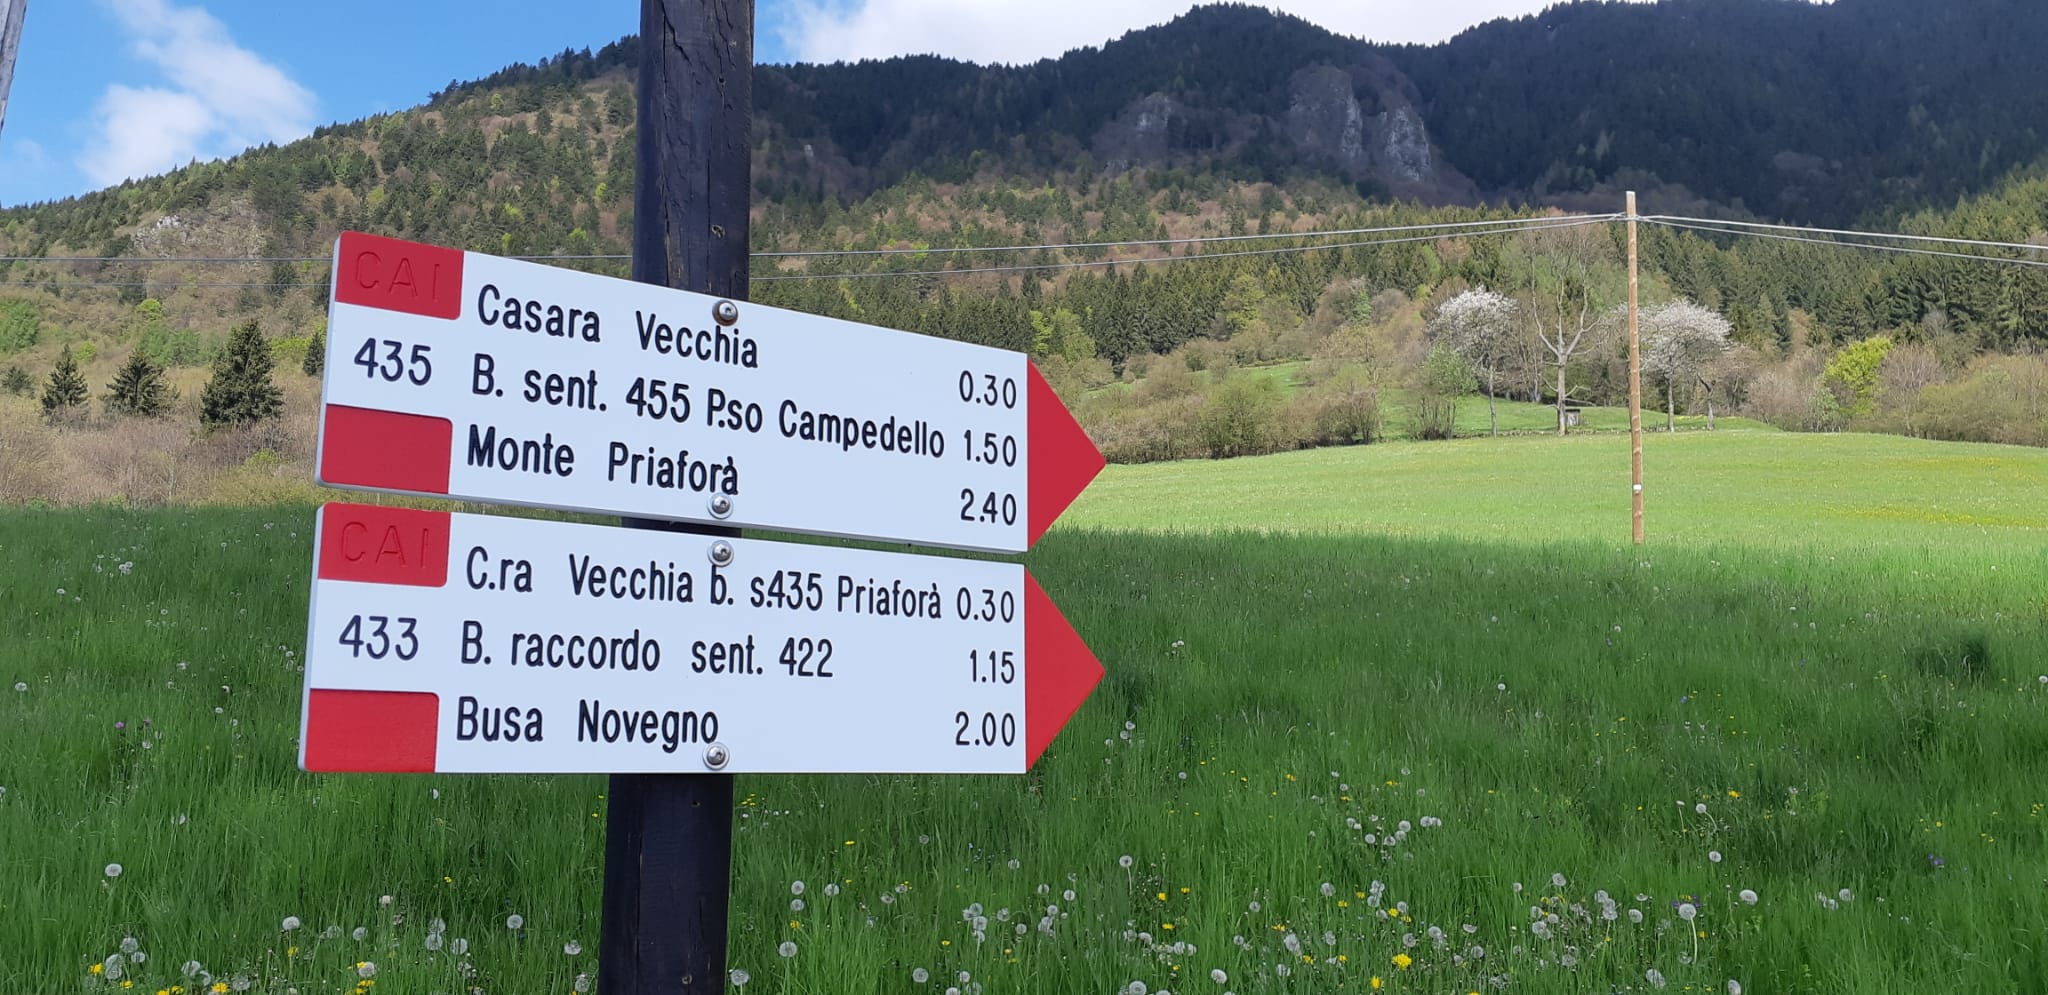 CAI
Casara Vecchia 0.30
435 B. sent. 455 P.so Campedello 1.50
Monte Priaforà 2.40
CAI
C.ra Vecchia b. s.435 Priaforà 0.30
433 B. raccordo sent. 422 1.15
Busa Novegno 2.00